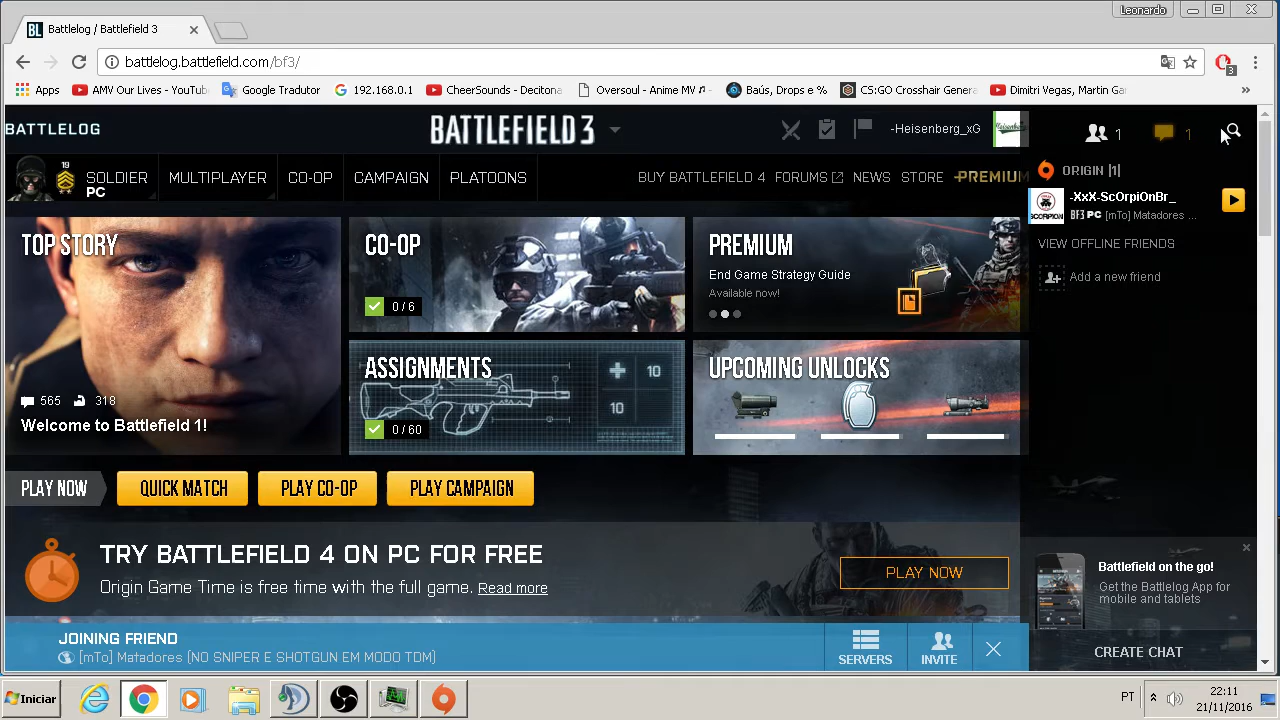 Leonardo
BL Battlelog / Battlefield 3
battlelog.battlefield.com/bf3/
3
Apps AMV Our Lives - YouTub Google Tradutor 192.168.0.1 CheerSounds - Decitona Oversoul - Anime MV Baús, Drops e % CS:GO Crosshair Genera Dimitri Vegas, Martin Gar »
BATTLELOG
BATTLEFIELD 3
-Heisenberg_xG
1
1
19
SOLDIER
PC
MULTIPLAYER
CO-OP
CAMPAIGN
PLATOONS
BUY BATTLEFIELD 4 FORUMS NEWS STORE PREMIUM
ORIGIN |1|
-XxX-ScOrpiOnBr_
BF3 PC [mTo] Matadores ...
SCORPION
VIEW OFFLINE FRIENDS
Add a new friend
TOP STORY
565 318
Welcome to Battlefield 1!
CO-OP
0 / 6
PREMIUM
End Game Strategy Guide
Available now!
ASSIGNMENTS
10
10
0 / 60
UPCOMING UNLOCKS
PLAY NOW
QUICK MATCH
PLAY CO-OP
PLAY CAMPAIGN
TRY BATTLEFIELD 4 ON PC FOR FREE
Origin Game Time is free time with the full game. Read more
PLAY NOW
Battlefield on the go!
Get the Battlelog App for
mobile and tablets
JOINING FRIEND
[mTo] Matadores [NO SNIPER E SHOTGUN EM MODO TDM]
SERVERS
INVITE
CREATE CHAT
Iniciar
PT
22:11
21/11/2016